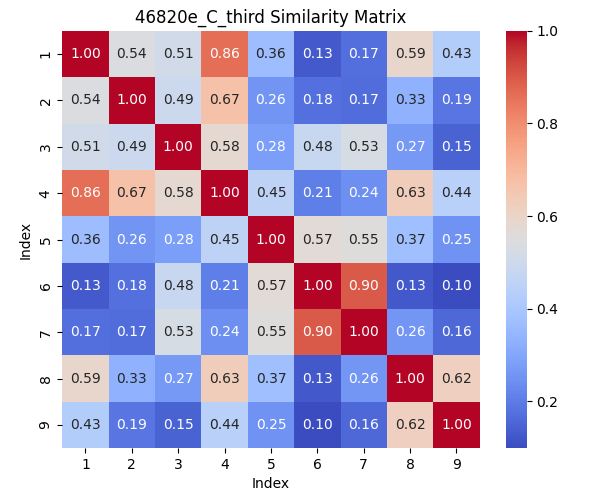 46820e_C_third Similarity Matrix
1 1.00 0.54 0.51 0.86 0.36 0.13 0.17 0.59 0.43
2 0.54 1.00 0.49 0.67 0.26 0.18 0.17 0.33 0.19
3 0.51 0.49 1.00 0.58 0.28 0.48 0.53 0.27 0.15
4 0.86 0.67 0.58 1.00 0.45 0.21 0.24 0.63 0.44
5 0.36 0.26 0.28 0.45 1.00 0.57 0.55 0.37 0.25
6 0.13 0.18 0.48 0.21 0.57 1.00 0.90 0.13 0.10
7 0.17 0.17 0.53 0.24 0.55 0.90 1.00 0.26 0.16
8 0.59 0.33 0.27 0.63 0.37 0.13 0.26 1.00 0.62
9 0.43 0.19 0.15 0.44 0.25 0.10 0.16 0.62 1.00
1 2 3 4 5 6 7 8 9
Index
Index
1.0
0.8
0.6
0.4
0.2